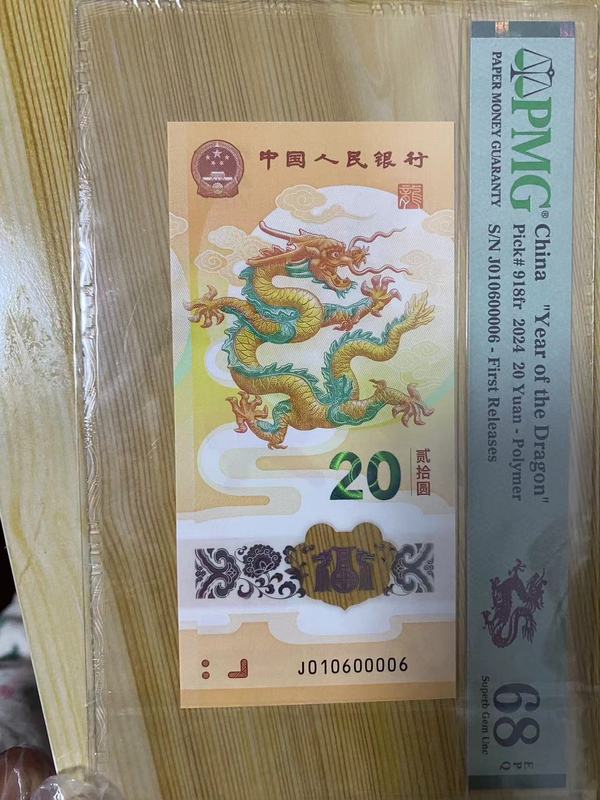 中国人民银行
龍
20
贰拾圆
J010600006
PMG®
PAPER MONEY GUARANTY
China "Year of the Dragon"
Pick# 918fr 2024 20 Yuan - Polymer
S/N J010600006 - First Releases
68 EPQ
Superb Gem Unc